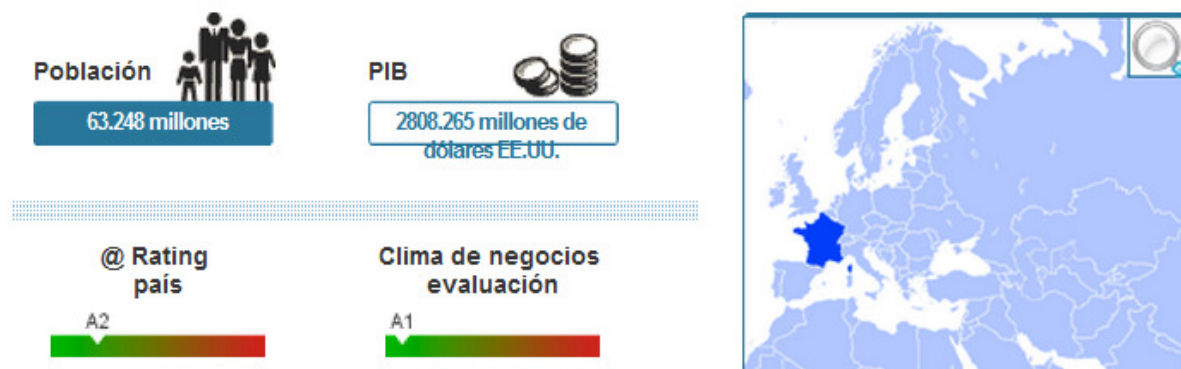 Población
63.248 millones
PIB
2808.265 millones de
dólares EE.UU.
@ Rating
país
A2
Clima de negocios
evaluación
A1